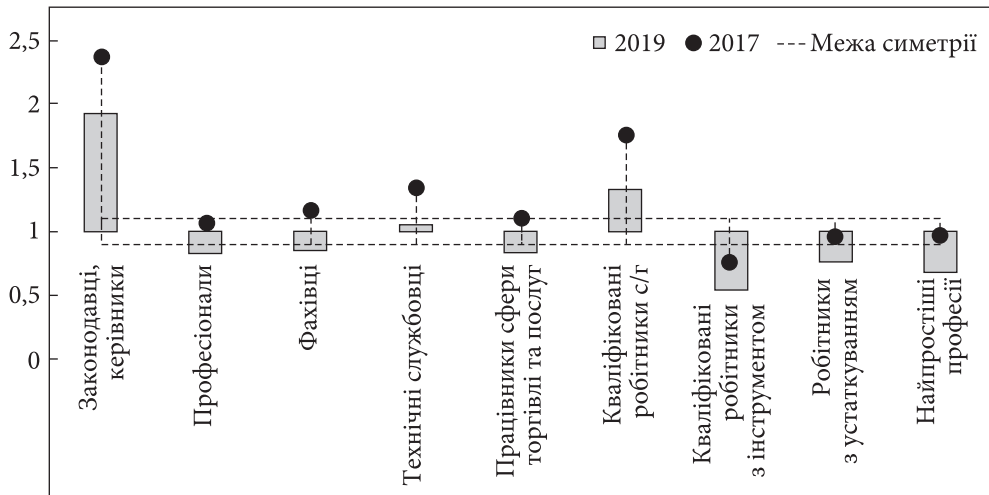 2,5
2
1,5
1
0,5
0
2019 2017 Межа симетрії
Законодавці,
керівники
Професіонали
Фахівці
Технічні службовці
Працівники сфери
торгівлі та послуг
Кваліфіковані
робітники с/г
Кваліфіковані
робітники
з інструментом
Робітники
з устаткуванням
Найпростіші
професії